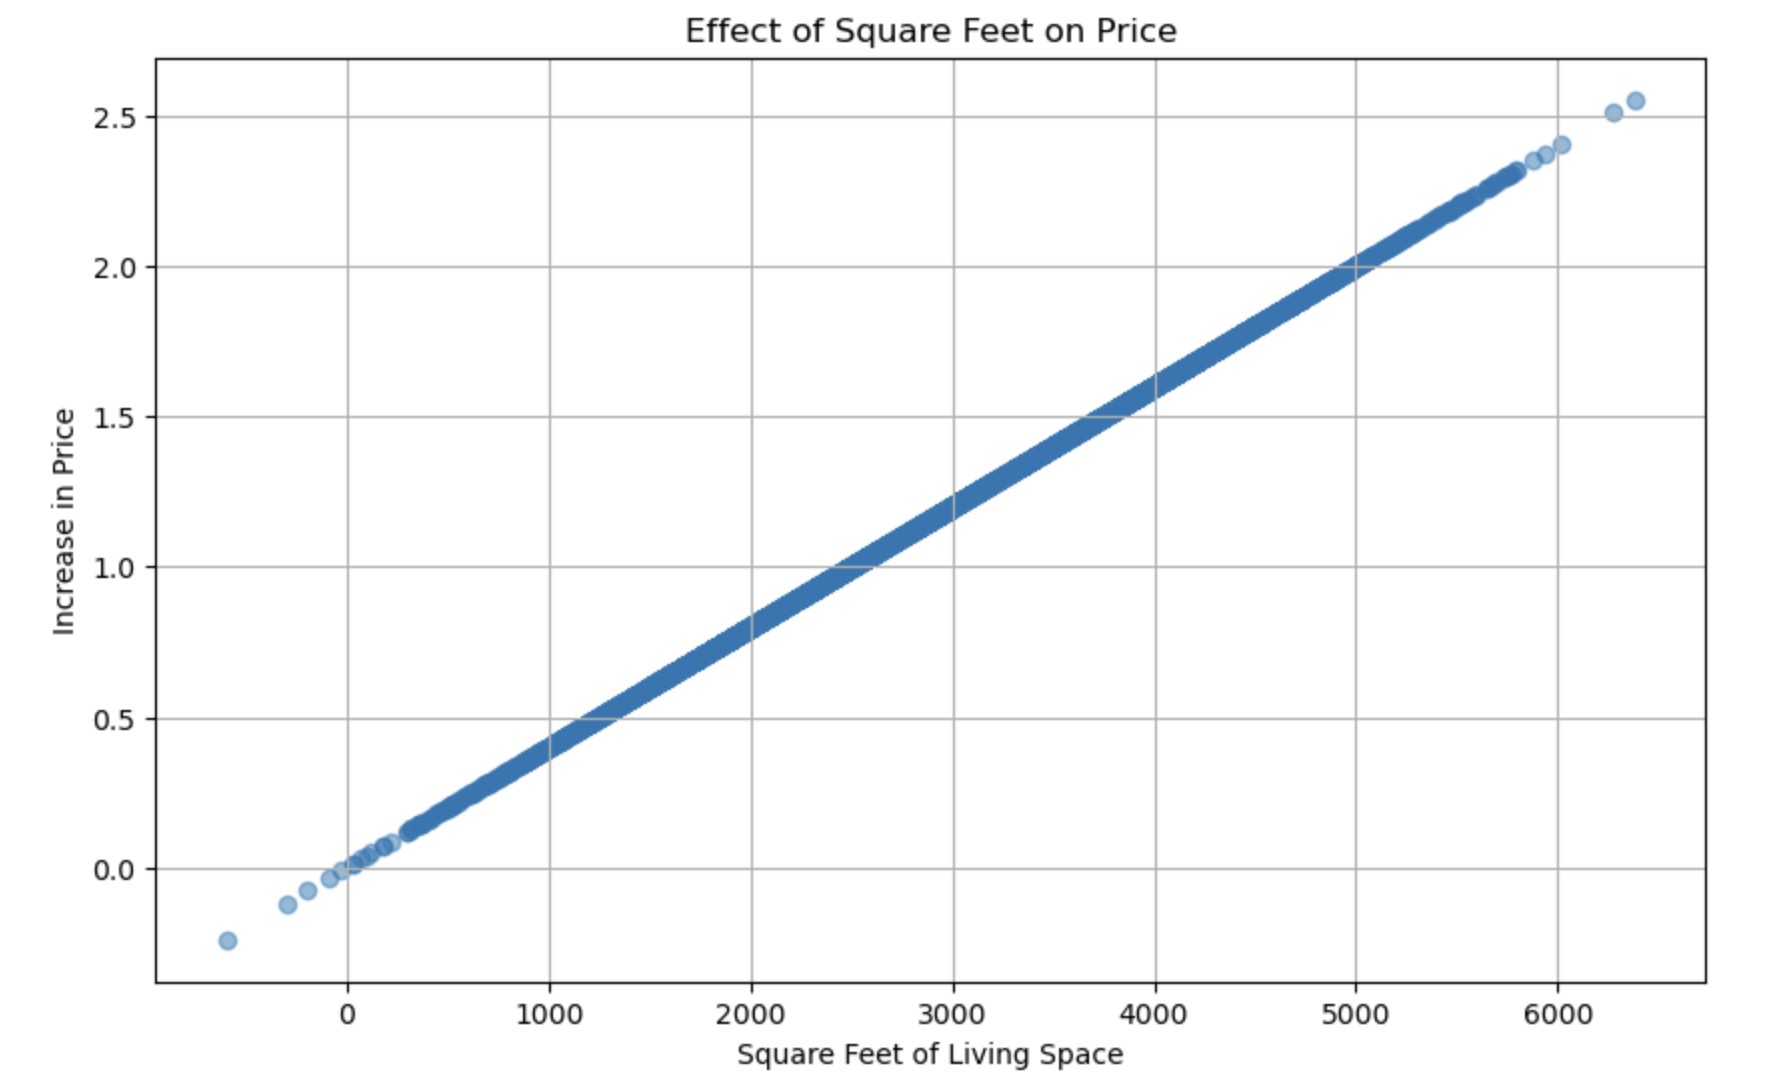 Effect of Square Feet on Price
2.5
2.0
1.5
1.0
0.5
0.0
Increase in Price
0 1000 2000 3000 4000 5000 6000
Square Feet of Living Space